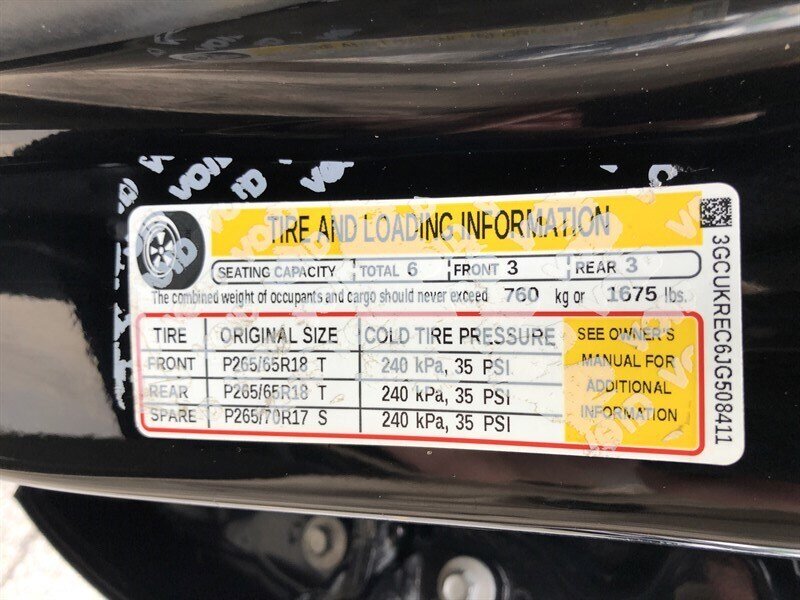 VOID VOID VO
TIRE AND LOADING INFORMATION
SEATING CAPACITY TOTAL 6 FRONT 3 REAR 3
The combined weight of occupants and cargo should never exceed 760 kg or 1675 lbs.
TIRE ORIGINAL SIZE COLD TIRE PRESSURE
FRONT P265/65R18 T 240 kPa, 35 PSI
REAR P265/65R18 T 240 kPa, 35 PSI
SPARE P265/70R17 S 240 kPa, 35 PSI
SEE OWNER'S
MANUAL FOR
ADDITIONAL
INFORMATION
3GCUKREC6JG508411